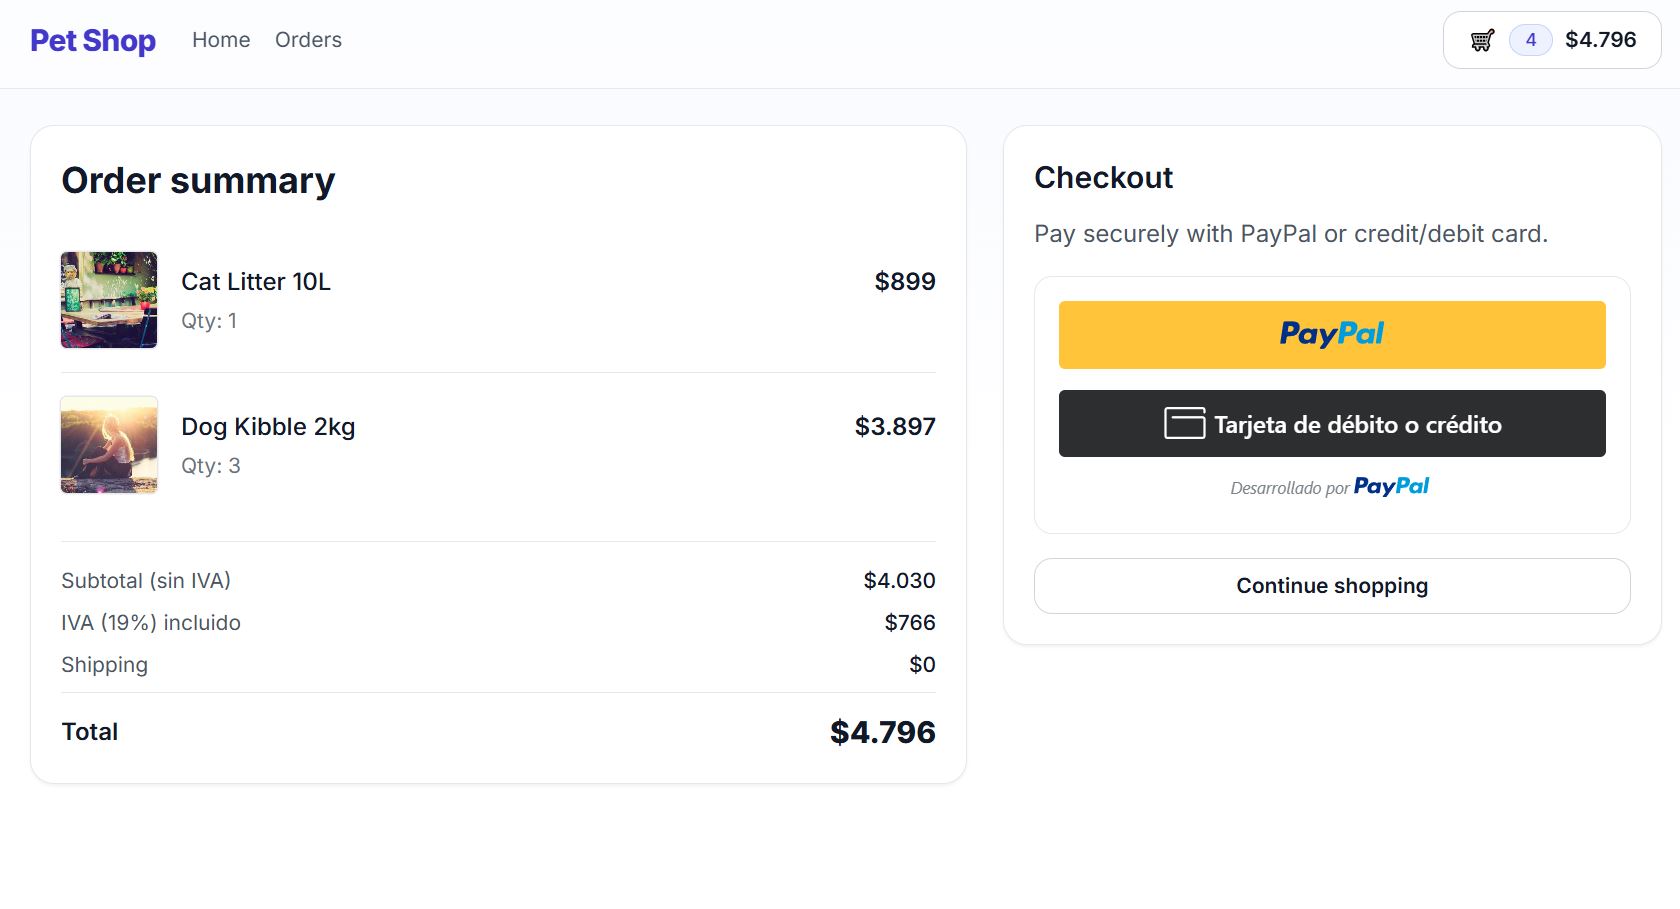 Pet Shop Home Orders 4 $4.796
Order summary
Cat Litter 10L $899
Qty: 1
Dog Kibble 2kg $3.897
Qty: 3
Subtotal (sin IVA) $4.030
IVA (19%) incluido $766
Shipping $0
Total $4.796
Checkout
Pay securely with PayPal or credit/debit card.
PayPal
Tarjeta de débito o crédito
Desarrollado por PayPal
Continue shopping